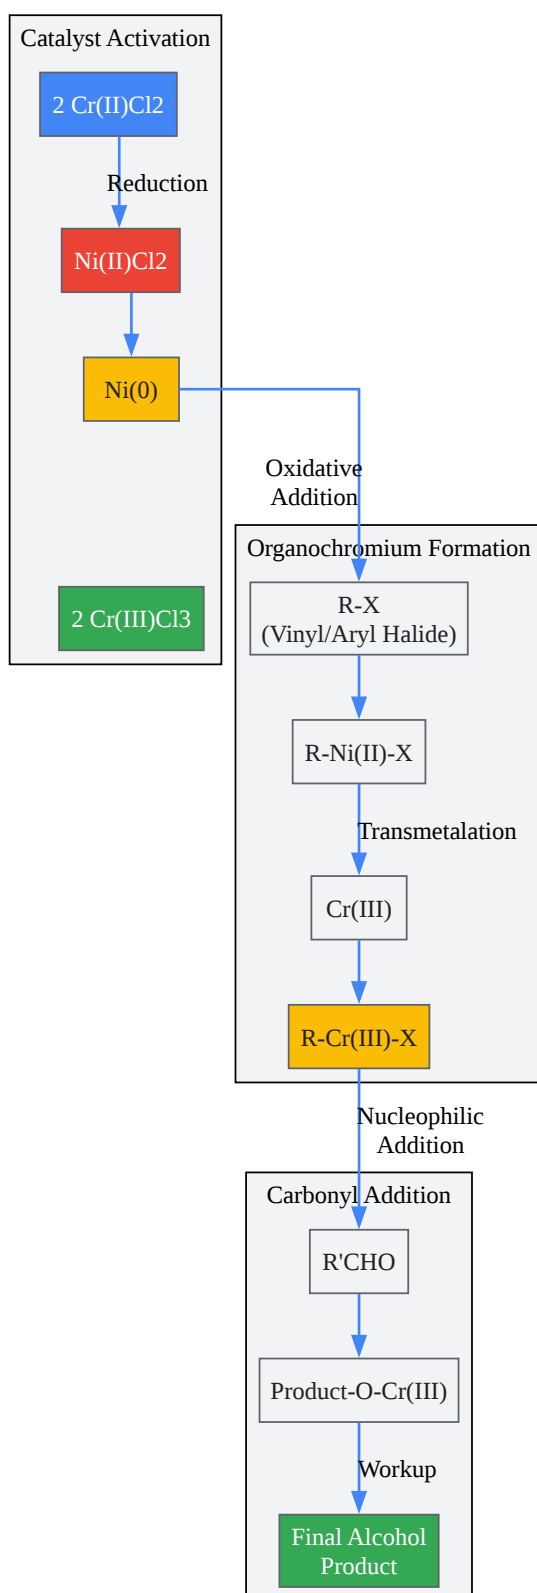 Catalyst Activation
2 Cr(II)Cl2
Reduction
Ni(II)Cl2
Ni(0)
Oxidative
Addition
2 Cr(III)Cl3
Organochromium Formation
R-X
(Vinyl/Aryl Halide)
R-Ni(II)-X
Transmetalation
Cr(III)
R-Cr(III)-X
Nucleophilic
Addition
Carbonyl Addition
R'CHO
Product-O-Cr(III)
Workup
Final Alcohol
Product